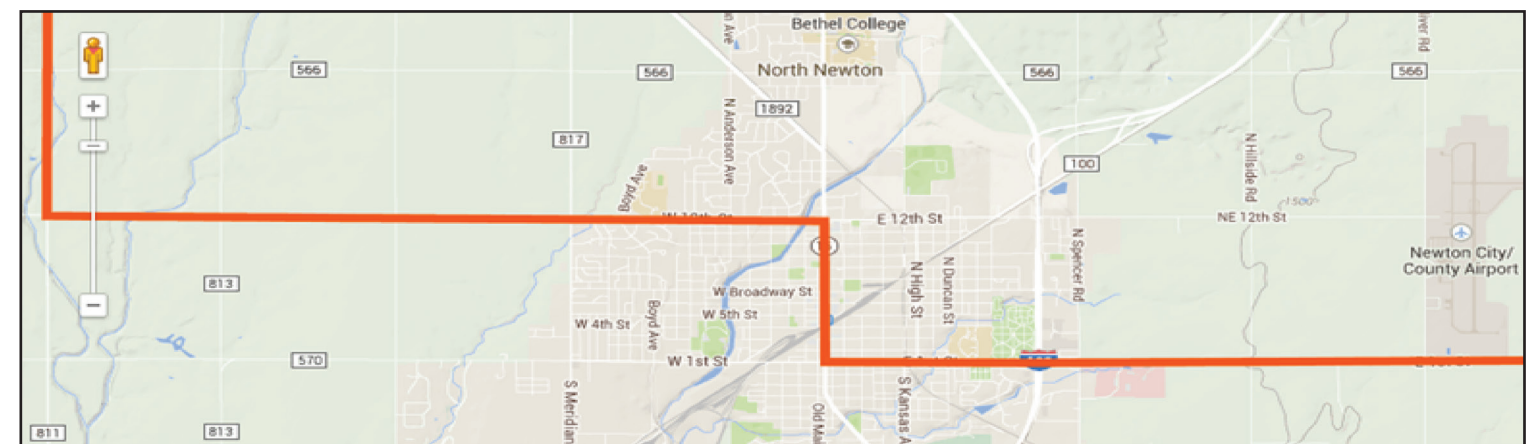 Bethel College
North Newton
566
566
566
566
N Anderson Ave
1892
817
Boyd Ave
100
N Hillside Rd
1500
E 12th St
NE 12th St
N Spencer Rd
Newton City/
County Airport
N High St
N Duncan St
813
W Broadway St
W 5th St
W 4th St
Boyd Ave
W 1st St
570
S Meridian
S Kansas A
811
813